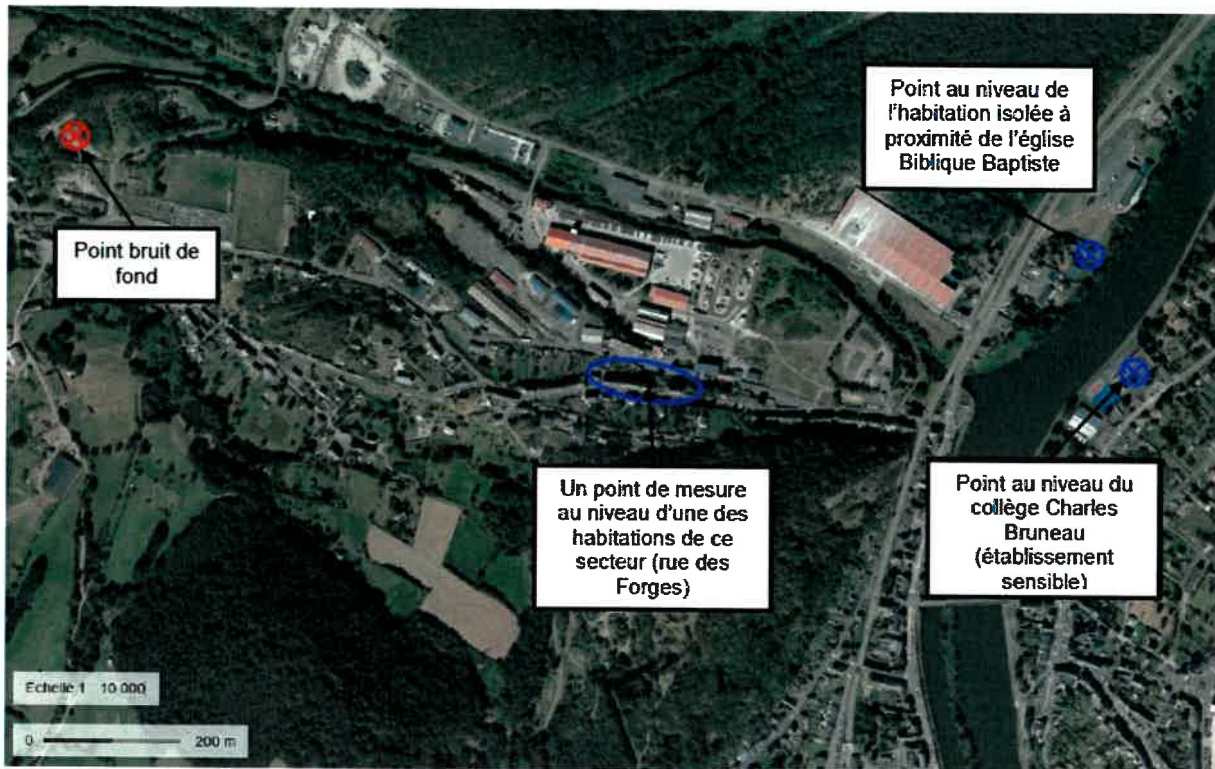 Point au niveau de
l'habitation isolée à
proximité de l'église
Biblique Baptiste
Point bruit de
fond
Un point de mesure
au niveau d'une des
habitations de ce
secteur (rue des
Forges)
Point au niveau du
collège Charles
Bruneau
(établissement
sensible)
Echelle 1 10 000
0 200 m